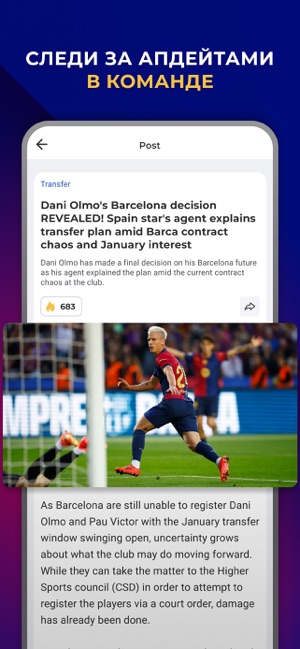 СЛЕДИ ЗА АПДЕЙТАМИ
В КОМАНДЕ
Post
Transfer
Dani Olmo's Barcelona decision
REVEALED! Spain star's agent explains
transfer plan amid Barca contract
chaos and January interest
Dani Olmo has made a final decision on his Barcelona future
as his agent explained the plan amid the current contract
chaos at the club.
683
As Barcelona are still unable to register Dani
Olmo and Pau Victor with the January transfer
window swinging open, uncertainty grows
about what the club may do moving forward.
While they can take the matter to the Higher
Sports council (CSD) in order to attempt to
register the players via a court order, damage
has already been done.